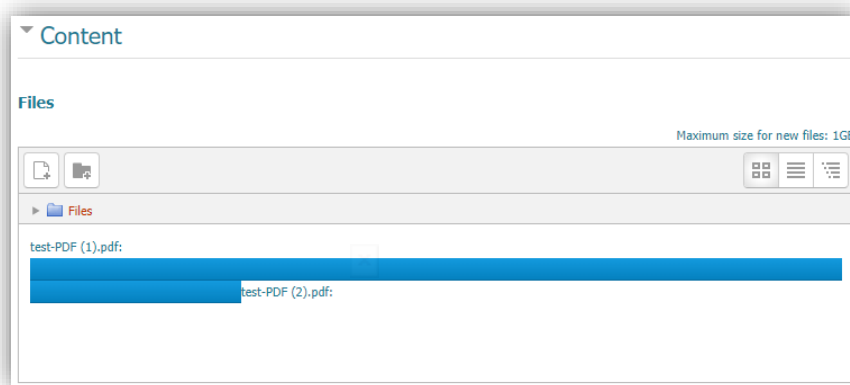 Content
Files
Maximum size for new files: 1GB
Files
test-PDF (1).pdf:
test-PDF (2).pdf: